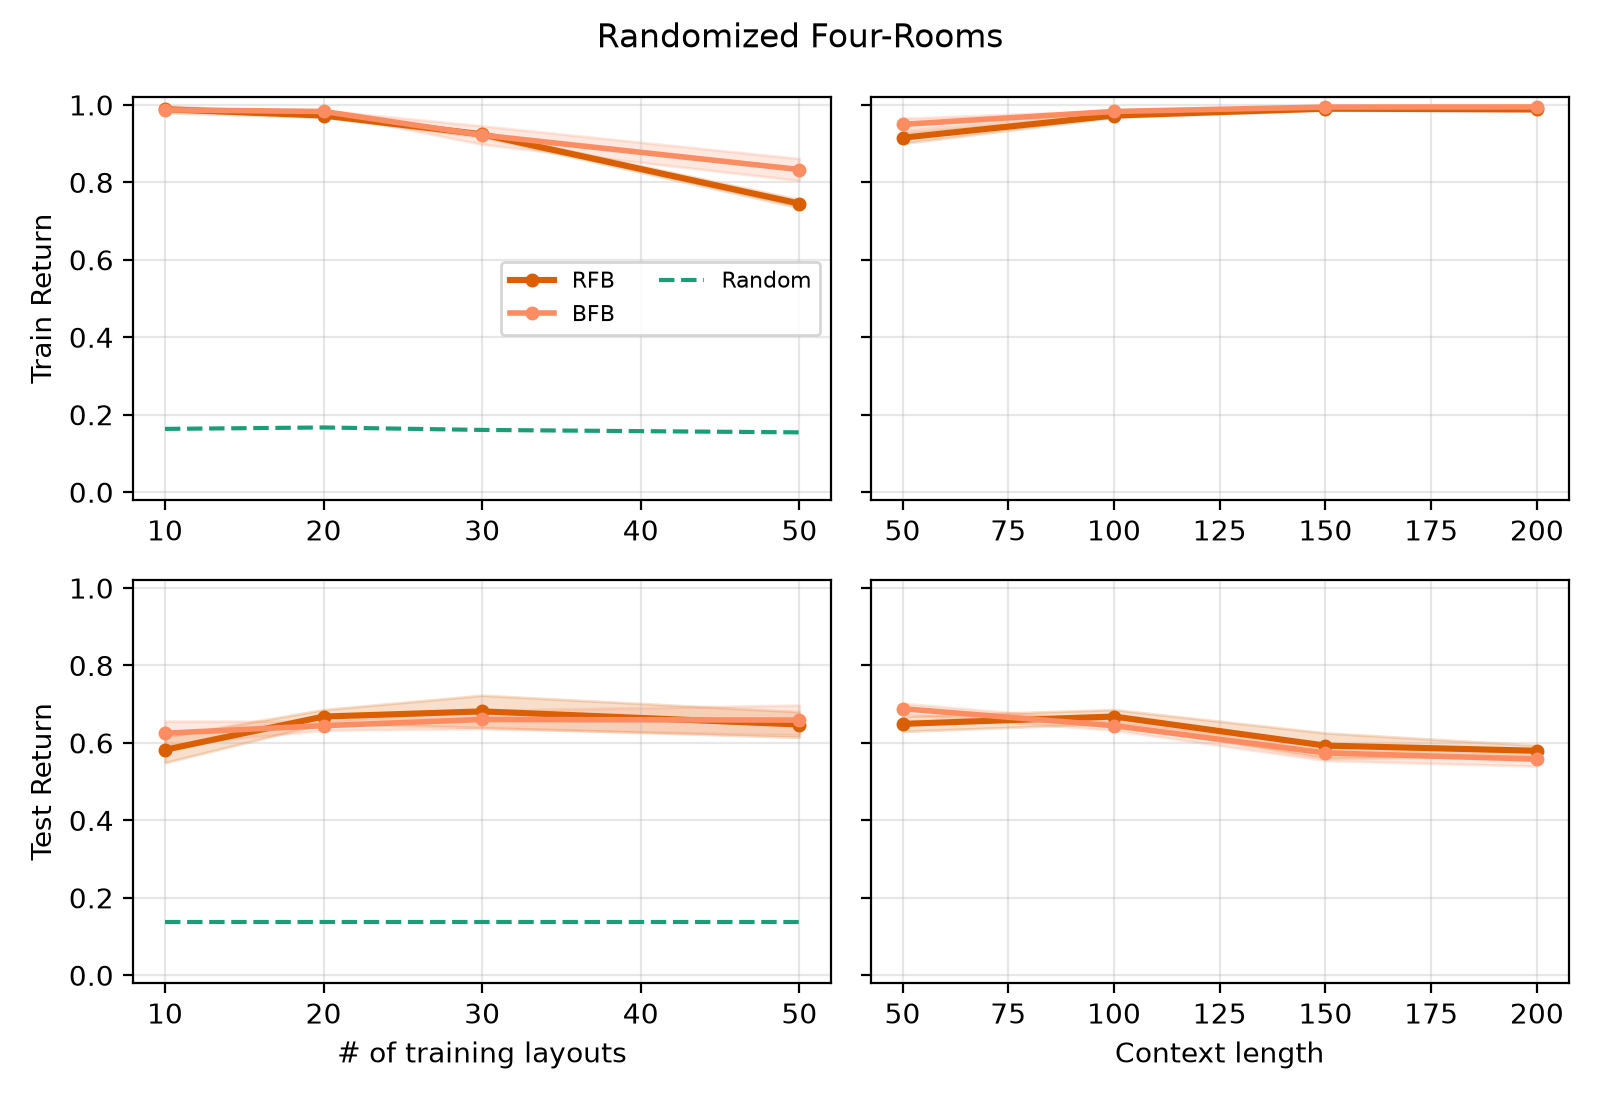 Randomized Four-Rooms
Train Return
1.0
0.8
0.6
0.4
0.2
0.0
RFB
BFB
Random
10 20 30 40 50
50 75 100 125 150 175 200
Test Return
1.0
0.8
0.6
0.4
0.2
0.0
10 20 30 40 50
# of training layouts
50 75 100 125 150 175 200
Context length